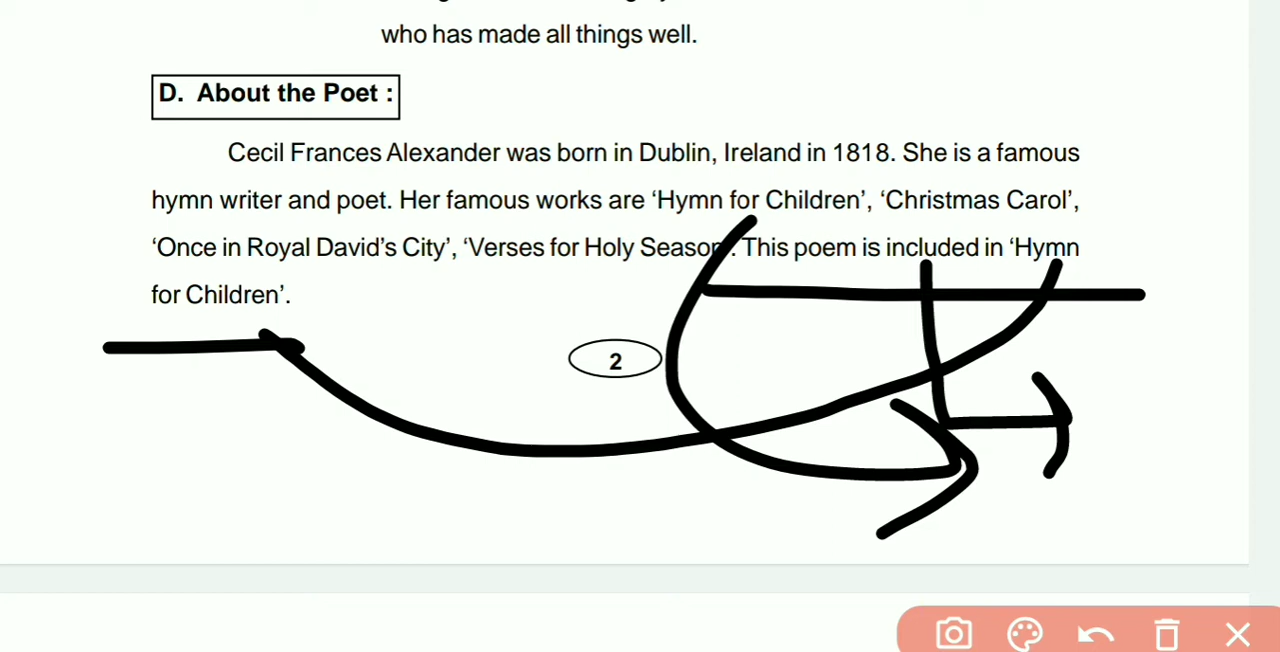 who has made all things well.
D. About the Poet :
Cecil Frances Alexander was born in Dublin, Ireland in 1818. She is a famous
hymn writer and poet. Her famous works are ‘Hymn for Children’, ‘Christmas Carol’,
‘Once in Royal David’s City’, ‘Verses for Holy Season’. This poem is included in ‘Hymn
for Children’.
2